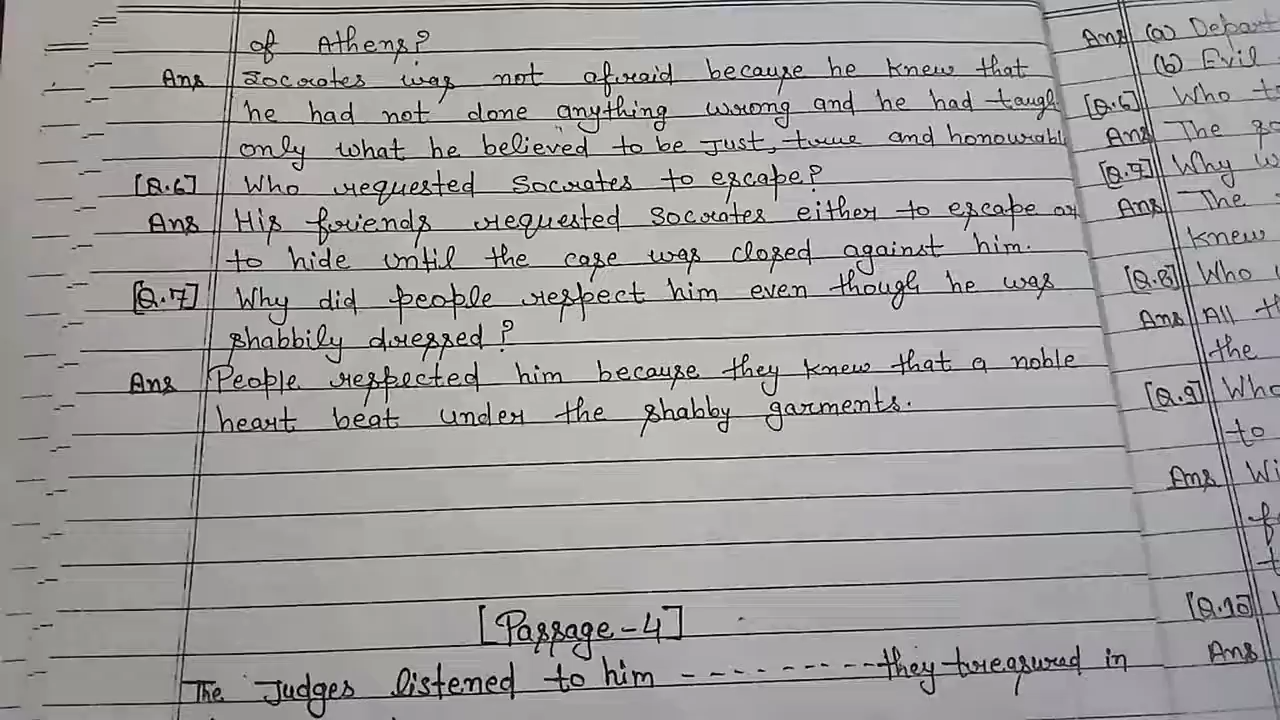 of Athens?
Ans Socrates was not afraid because he knew that
he had not done anything wrong and he had taugh
only what he believed to be Just, true and honourabl
[Q.6] Who requested Socrates to escape?
Ans His friends requested Socrates either to escape or
to hide until the case was closed against him.
[Q.7] Why did people respect him even though he was
shabbily dressed?
Ans People respected him because they knew that a noble
heart beat under the shabby garments.
[Passage-4]
The Judges listened to him --------- they treasured in
Ans (a) Depart
(b) Evil
[Q.6] Who to
Ans The
[Q.7] Why w
Ans The
knew
[Q.8] Who
Ans All th
the
[Q.9] Who
to
Ans Wi
f
t
[Q.10]
Ans